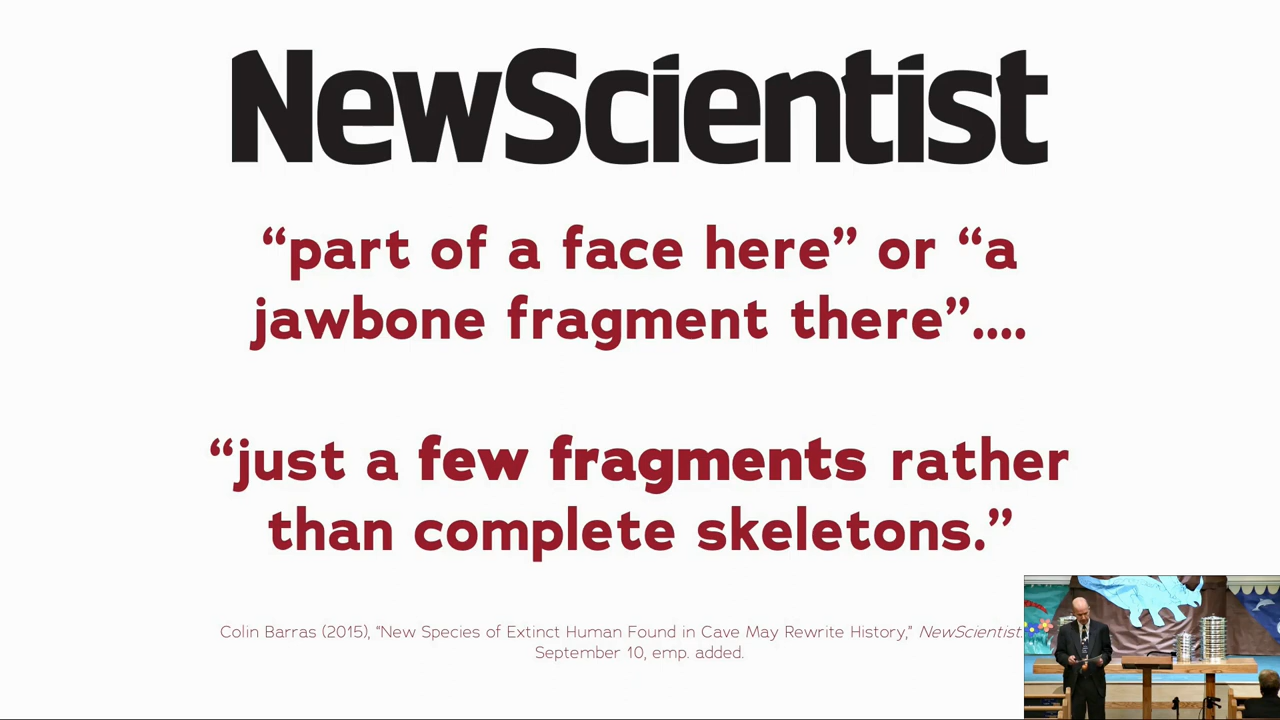 NewScientist
“part of a face here” or “a
jawbone fragment there”....
“just a few fragments rather
than complete skeletons.”
Colin Barras (2015), “New Species of Extinct Human Found in Cave May Rewrite History,” NewScientist.
September 10, emp. added.